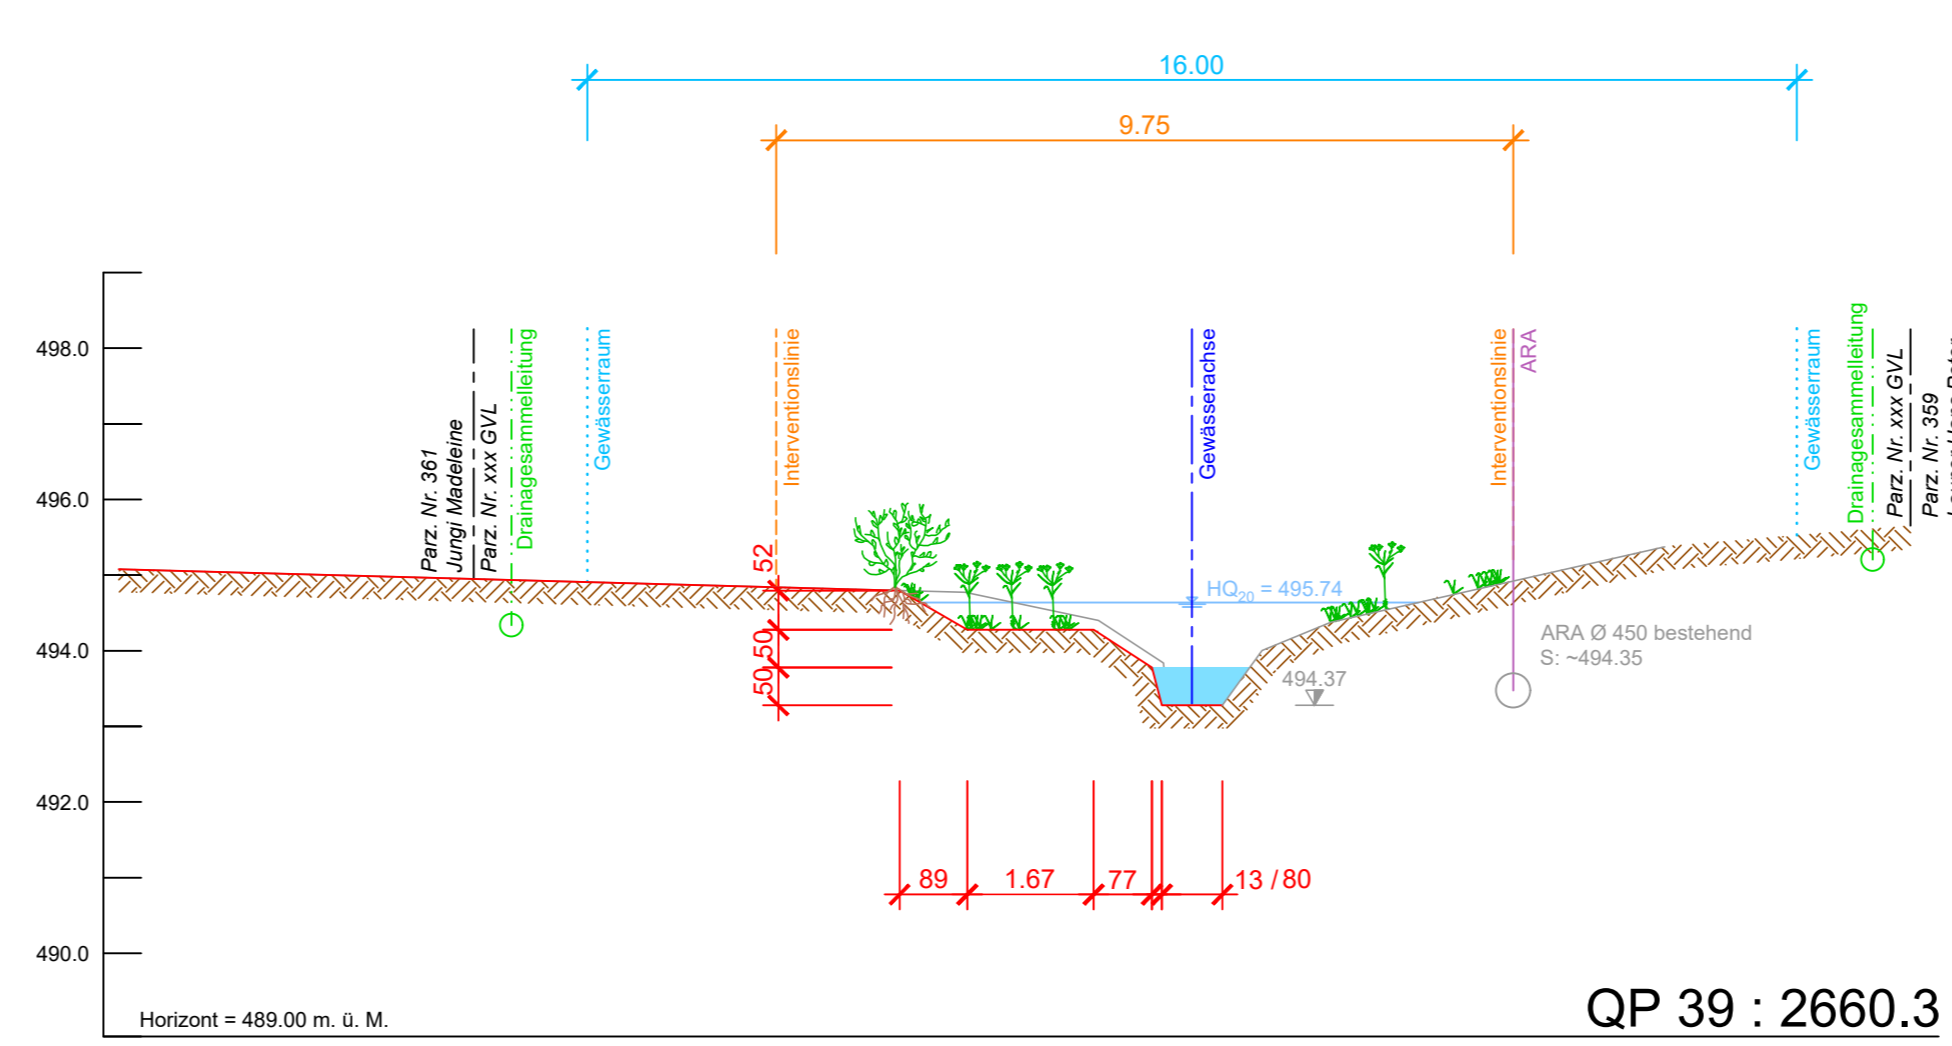 16.00
9.75
498.0
496.0
494.0
492.0
490.0
Parz. Nr. 361
Jungi Madeleine
Parz. Nr. xxx GVL
Drainagesammelleitung
Gewässerraum
Interventionslinie
Gewässerachse
Interventionslinie
ARA
Gewässerraum
Drainagesammelleitung
Parz. Nr. xxx GVL
Parz. Nr. 359
52
50
50
HQ20 = 495.74
494.37
ARA Ø 450 bestehend
S: ~494.35
89
1.67
77
13 / 80
Horizont = 489.00 m. ü. M.
QP 39 : 2660.3